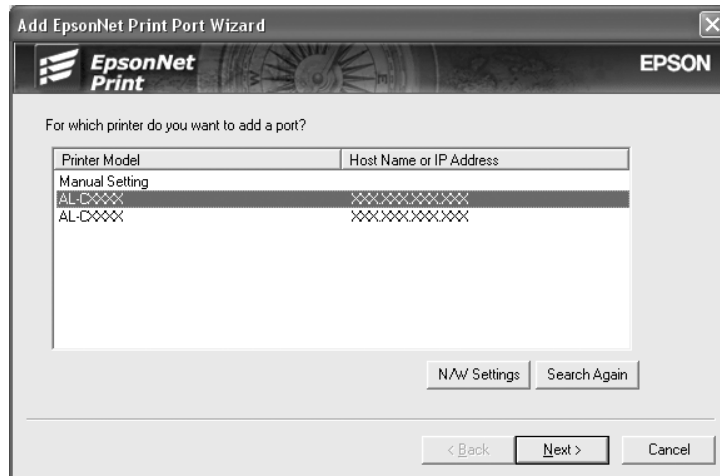 Add EpsonNet Print Port Wizard
EpsonNet
Print
EPSON
For which printer do you want to add a port?
Printer Model Host Name or IP Address
Manual Setting
AL-CXXXX XXX.XXX.XXX.XXX
AL-CXXXX XXX.XXX.XXX.XXX
N/W Settings Search Again
< Back Next > Cancel